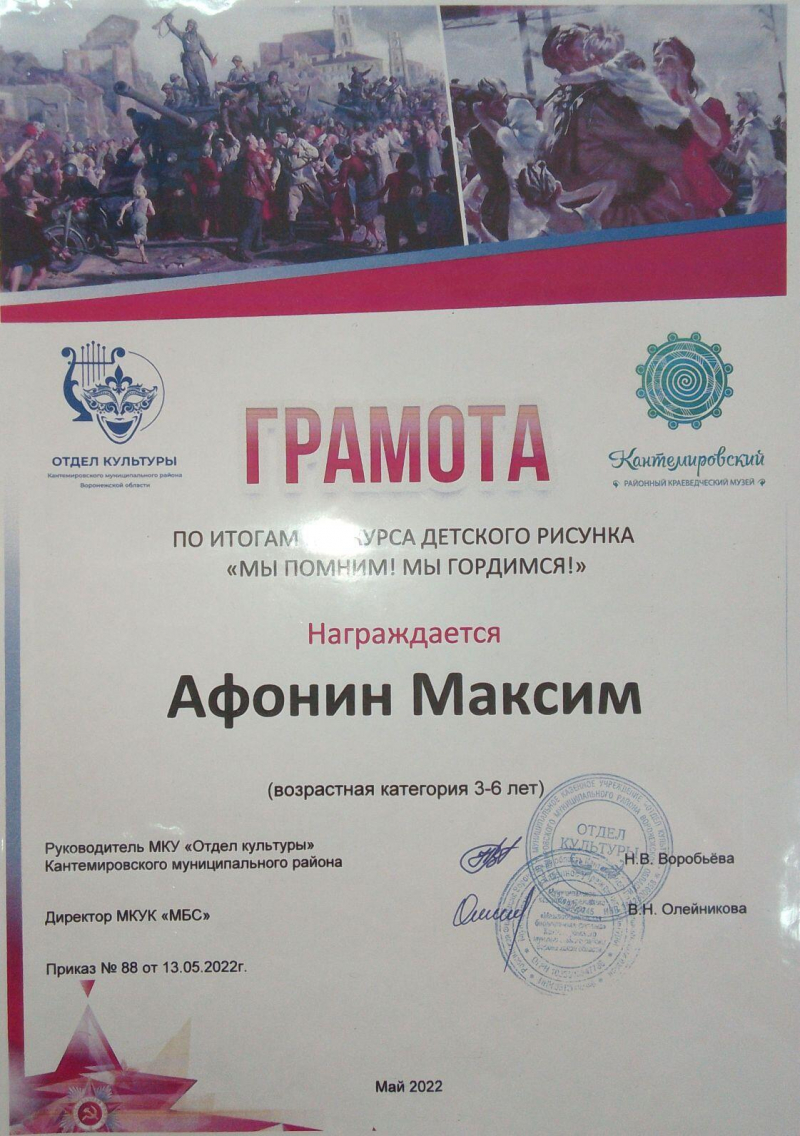 ОТДЕЛ КУЛЬТУРЫ
Кантемировского муниципального района
Воронежской области
Кантемировский
РАЙОННЫЙ КРАЕВЕДЧЕСКИЙ МУЗЕЙ
ГРАМОТА
ПО ИТОГАМ КУРСА ДЕТСКОГО РИСУНКА
«МЫ ПОМНИМ! МЫ ГОРДИМСЯ!»
Награждается
Афонин Максим
(возрастная категория 3-6 лет)
Руководитель МКУ «Отдел культуры»
Кантемировского муниципального района
Н.В. Воробьёва
Директор МКУК «МБС»
В.Н. Олейникова
ОТДЕЛ
КУЛЬТУРЫ
Приказ № 88 от 13.05.2022г.
Май 2022